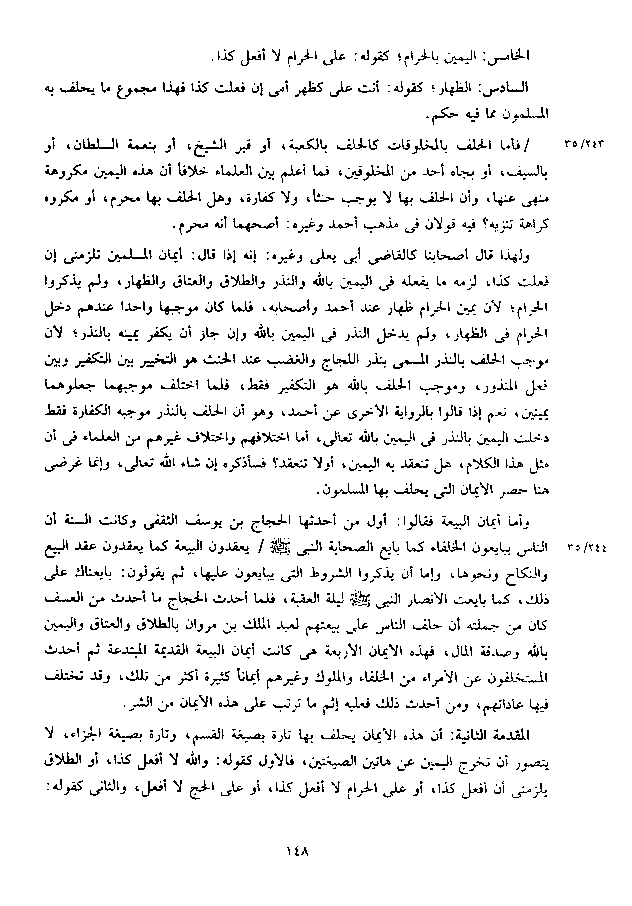 الخامس: اليمين بالحرام؛ كقوله: على الحرام لا أفعل كذا.
السادس: الظهار؛ كقوله: أنت على كظهر أمى إن فعلت كذا فهذا مجموع ما يحلف به
المسلمون مما فيه حكم.
٣٥/٢٤٣ / فأما الحلف بالمخلوقات كالحلف بالكعبة، أو قبر الشيخ، أو بنعمة السلطان، أو
بالسيف، أو بجاه أحد من المخلوقين، فما أعلم بين العلماء خلافاً أن هذه اليمين مكروهة
منهى عنها، وأن الحلف بها لا يوجب حنثاً، ولا كفارة، وهل الحلف بها محرم، أو مكروه
كراهة تنزيه؟ فيه قولان فى مذهب أحمد وغيره: أصحهما أنه محرم.
ولهذا قال أصحابنا كالقاضى أبى يعلى وغيره: إنه إذا قال: أيمان المسلمين تلزمنى إن
فعلت كذا، لزمه ما يفعله فى اليمين بالله والنذر والطلاق والعتاق والظهار، ولم يذكروا
الحرام؛ لأن يمين الحرام ظهار عند أحمد وأصحابه، فلما كان موجبها واحدا عندهم دخل
الحرام فى الظهار، ولم يدخل النذر فى اليمين بالله وإن جاز أن يكفر يمينه بالنذر؛ لأن
موجب الحلف بالنذر المسمى بنذر اللجاج والغضب عند الحنث هو التخيير بين التكفير وبين
فعل المنذور، وموجب الحلف بالله هو التكفير فقط، فلما اختلف موجبهما جعلوهما
يمينين، نعم إذا قالوا بالرواية الأخرى عن أحمد، وهو أن الحلف بالنذر موجبه الكفارة فقط
دخلت اليمين بالنذر فى اليمين بالله تعالى، أما اختلافهم واختلاف غيرهم من العلماء فى أن
مثل هذا الكلام، هل تنعقد به اليمين، أولا تنعقد؟ فسأذكره إن شاء الله تعالى، وإنما غرضى
هنا حصر الأيمان التى يحلف بها المسلمون.
وأما أيمان البيعة فقالوا: أول من أحدثها الحجاج بن يوسف الثقفى وكانت السنة أن
٣٥/٢٤٤ الناس يبايعون الخلفاء كما بايع الصحابة النبى ﷺ / يعقدون البيعة كما يعقدون عقد البيع
والنكاح ونحوها، وإما أن يذكروا الشروط التى يبايعون عليها، ثم يقولون: بايعناك على
ذلك، كما بايعت الأنصار النبى ﷺ ليلة العقبة، فلما أحدث الحجاج ما أحدث من العسف
كان من جملته أن حلف الناس على بيعتهم لعبد الملك بن مروان بالطلاق والعتاق واليمين
بالله وصدقة المال، فهذه الأيمان الأربعة هى كانت أيمان البيعة القديمة المبتدعة ثم أحدث
المستخلفون عن الأمراء من الخلفاء والملوك وغيرهم أيماناً كثيرة أكثر من تلك، وقد تختلف
فيها عاداتهم، ومن أحدث ذلك فعليه إثم ما ترتب على هذه الأيمان من الشر.
المقدمة الثانية: أن هذه الأيمان يحلف بها تارة بصيغة القسم، وتارة بصيغة الجزاء، لا
يتصور أن تخرج اليمين عن هاتين الصيغتين، فالأول كقوله: والله لا أفعل كذا، أو الطلاق
يلزمنى أن أفعل كذا، أو على الحرام لا أفعل كذا، أو على الحج لا أفعل، والثانى كقوله:
١٤٨